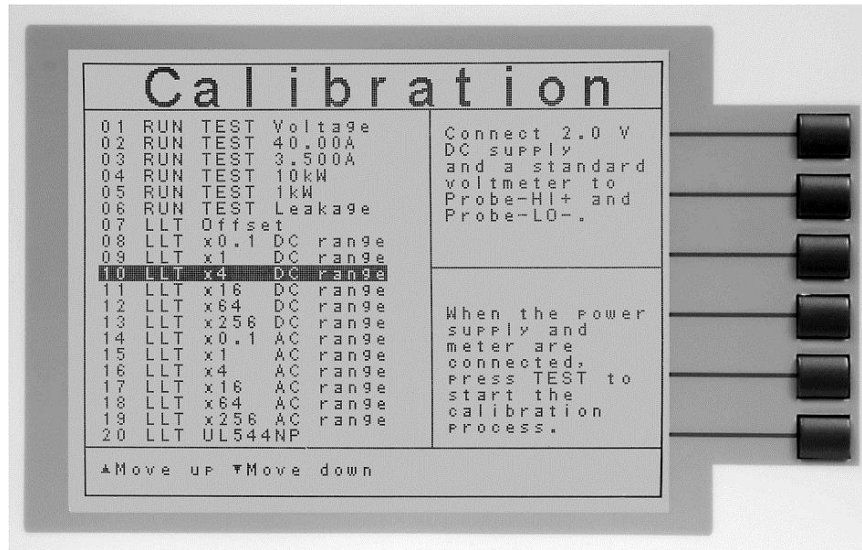 Calibration
01 RUN TEST Voltage
02 RUN TEST 40.00A
03 RUN TEST 3.500A
04 RUN TEST 10kW
05 RUN TEST 1kW
06 RUN TEST Leakage
07 LLT Offset
08 LLT x0.1 DC range
09 LLT x1 DC range
10 LLT x4 DC range
11 LLT x16 DC range
12 LLT x64 DC range
13 LLT x256 DC range
14 LLT x0.1 AC range
15 LLT x1 AC range
16 LLT x4 AC range
17 LLT x16 AC range
18 LLT x64 AC range
19 LLT x256 AC range
20 LLT UL544NP
Connect 2.0 V
DC supply
and a standard
voltmeter to
Probe-HI+ and
Probe-LO-.
When the power
supply and
meter are
connected,
press TEST to
start the
calibration
process.
▲Move up ▼Move down